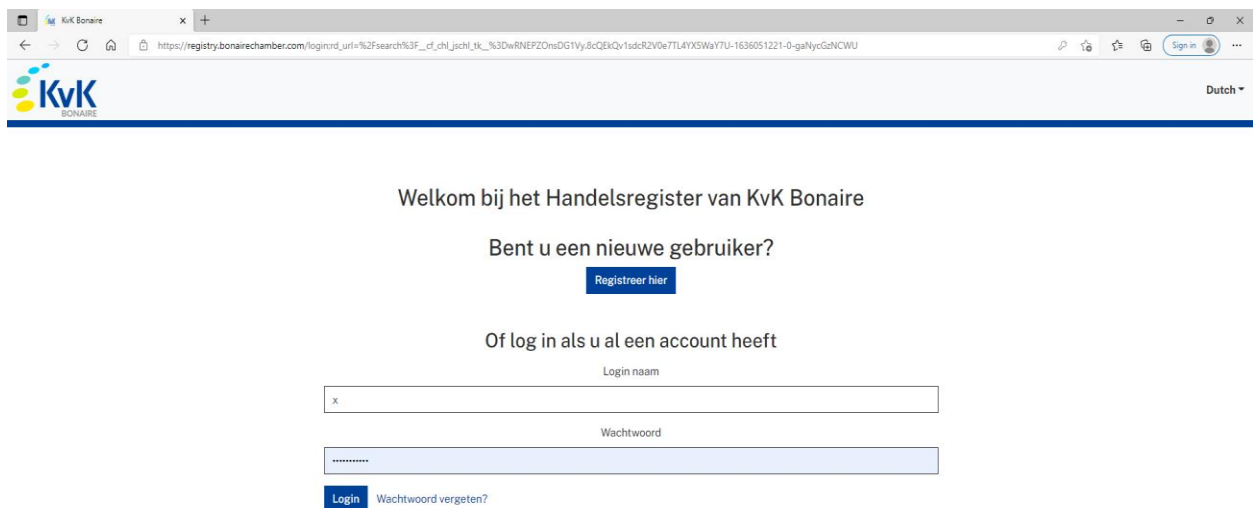 KvK Bonaire
https://registry.bonairechamber.com/login;rd_url=%2Fsearch%3F__cf_chl_jschl_tk__%3DwRNEPZOnsDG1Vy.8cQEkQv1sdcR2V0e7TL4YX5WaY7U-1636051221-0-gaNycGzNCWU
Sign in
KvK
BONAIRE
Dutch
Welkom bij het Handelsregister van KvK Bonaire
Bent u een nieuwe gebruiker?
Registreer hier
Of log in als u al een account heeft
Login naam
x
Wachtwoord
Login Wachtwoord vergeten?